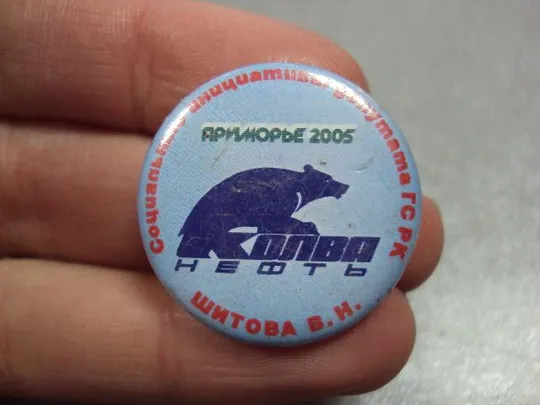 Социальные инициативы депутата ГС РК
ПРИМОРЬЕ 2005
КОЛВА
НЕФТЬ
ШИТОВА В. Н.